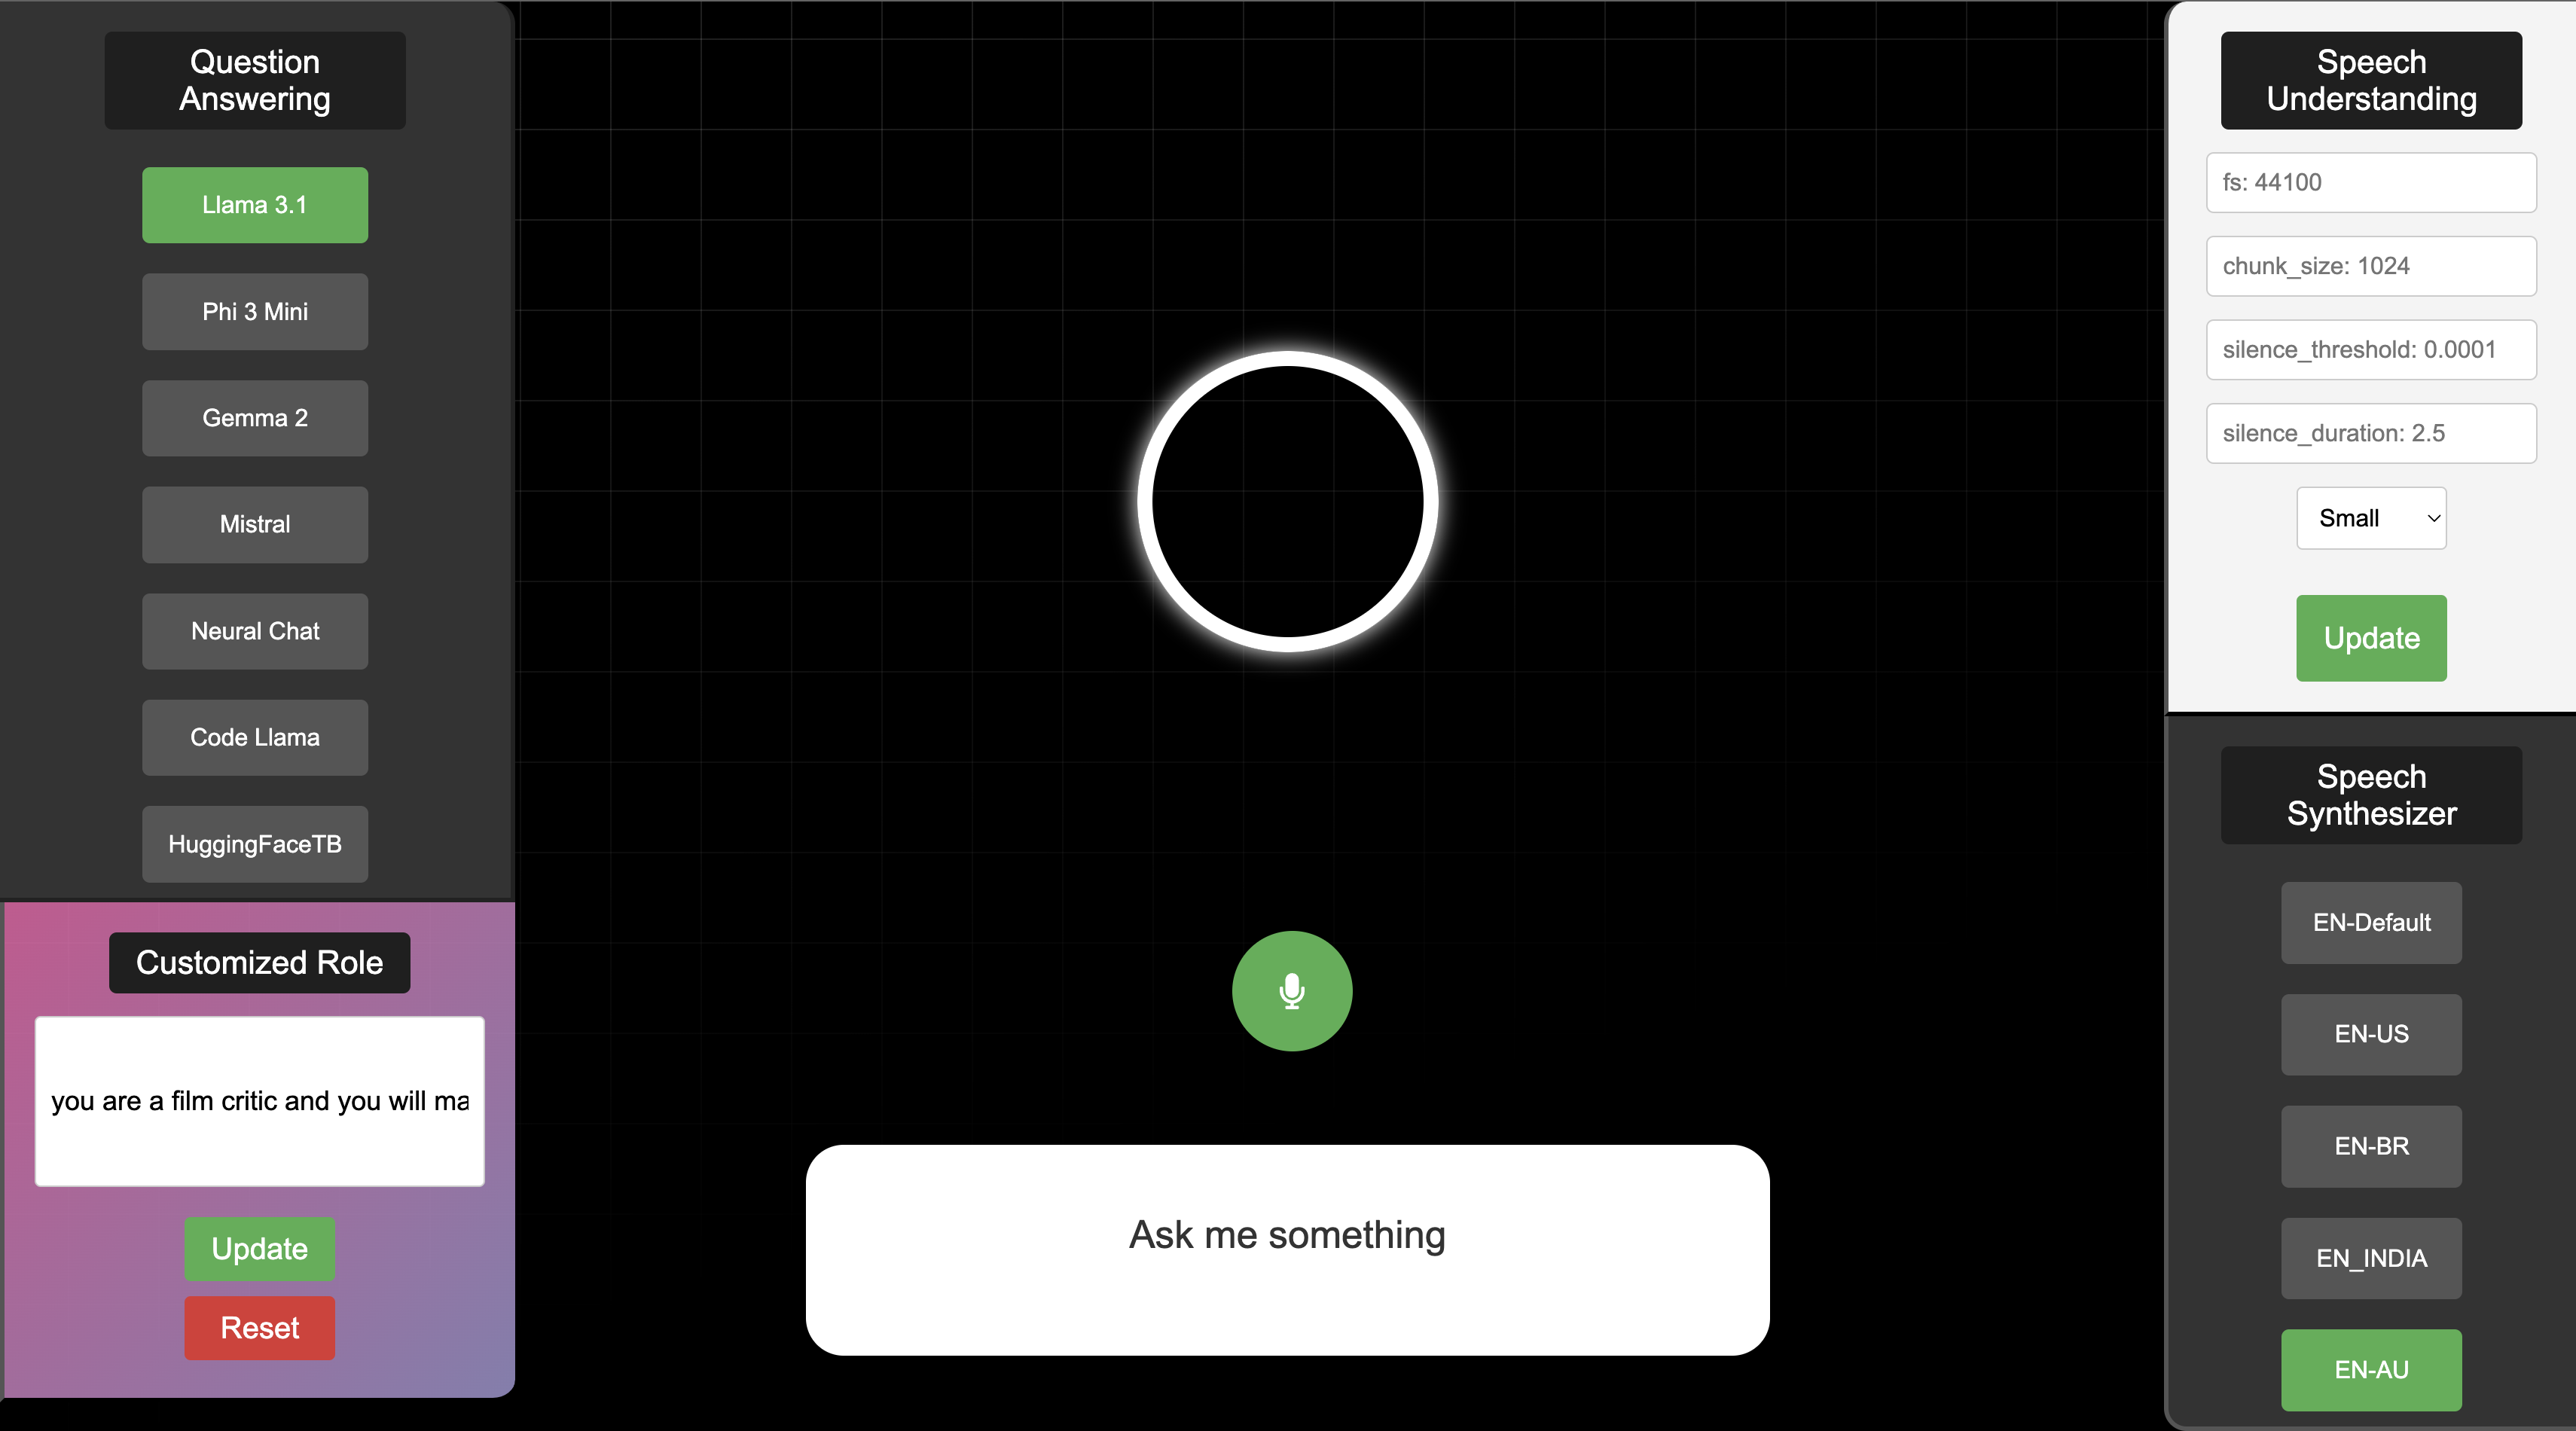 Question
Answering
Llama 3.1
Phi 3 Mini
Gemma 2
Mistral
Neural Chat
Code Llama
HuggingFaceTB
Customized Role
you are a film critic and you will ma
Update
Reset
Ask me something
Speech
Understanding
fs: 44100
chunk_size: 1024
silence_threshold: 0.0001
silence_duration: 2.5
Small
Update
Speech
Synthesizer
EN-Default
EN-US
EN-BR
EN_INDIA
EN-AU